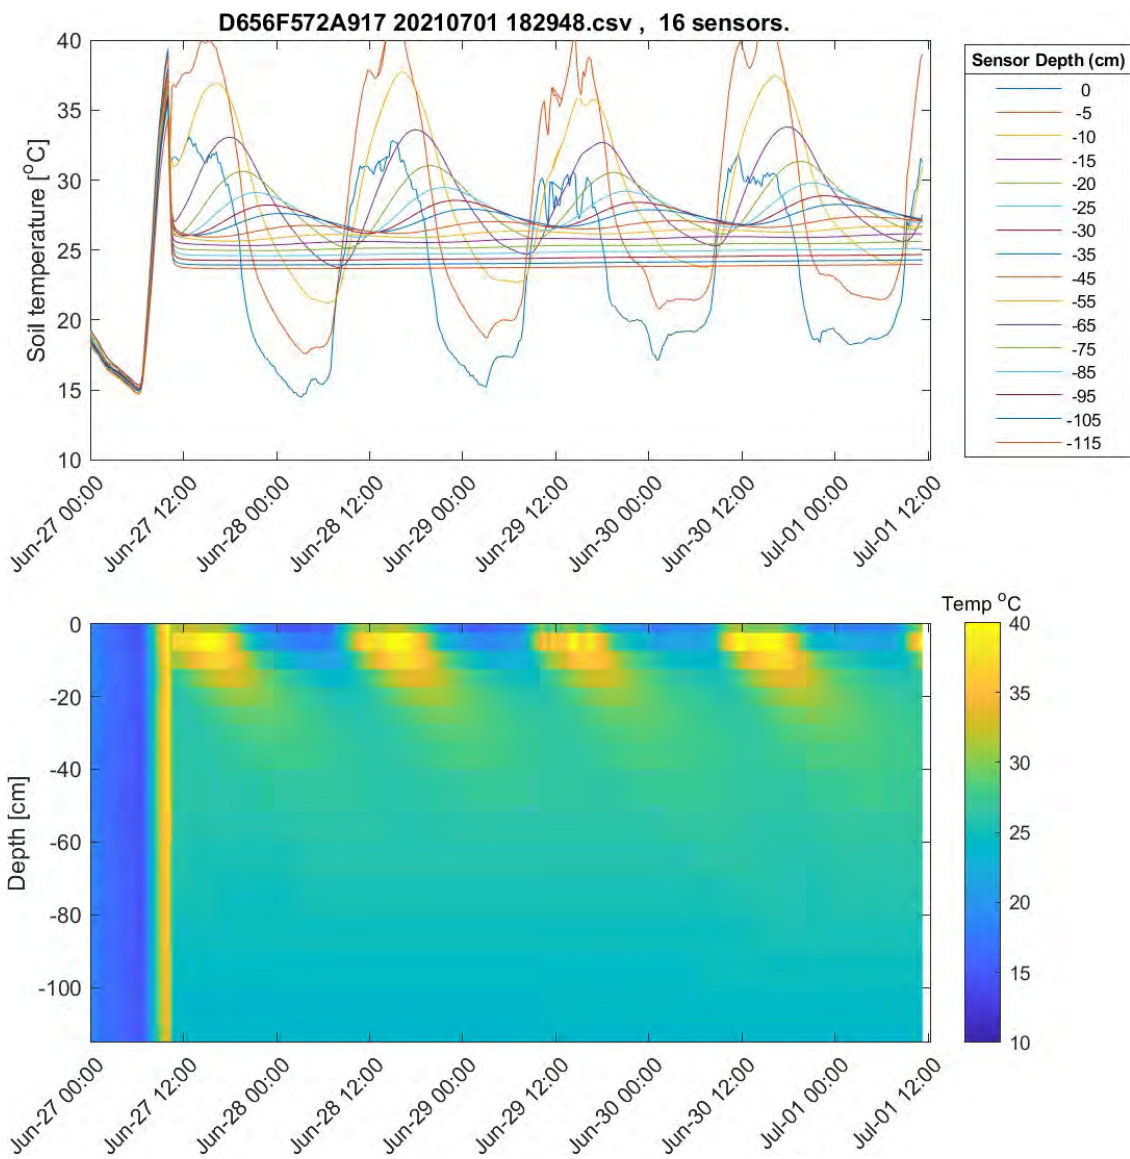 D656F572A917 20210701 182948.csv , 16 sensors.
40
35
30
25
20
15
10
Soil temperature [°C]
Jun-27 00:00
Jun-27 12:00
Jun-28 00:00
Jun-28 12:00
Jun-29 00:00
Jun-29 12:00
Jun-30 00:00
Jun-30 12:00
Jul-01 00:00
Jul-01 12:00
Sensor Depth (cm)
0
-5
-10
-15
-20
-25
-30
-35
-45
-55
-65
-75
-85
-95
-105
-115
0
-20
-40
-60
-80
-100
Depth [cm]
Jun-27 00:00
Jun-27 12:00
Jun-28 00:00
Jun-28 12:00
Jun-29 00:00
Jun-29 12:00
Jun-30 00:00
Jun-30 12:00
Jul-01 00:00
Jul-01 12:00
Temp °C
40
35
30
25
20
15
10